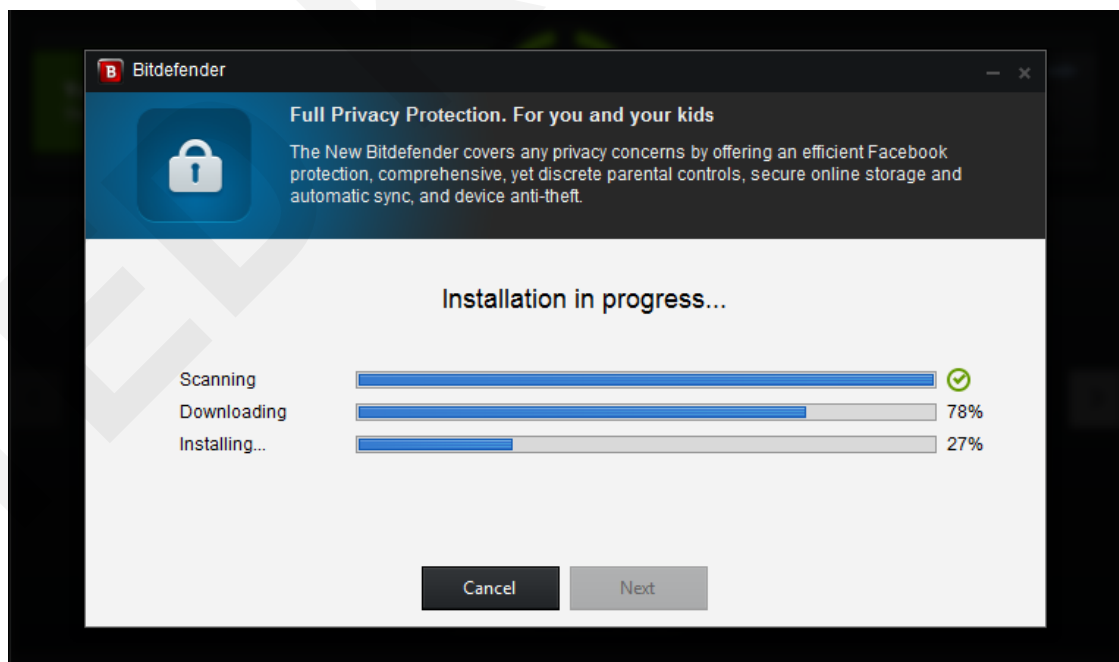 B Bitdefender
Full Privacy Protection. For you and your kids
The New Bitdefender covers any privacy concerns by offering an efficient Facebook
protection, comprehensive, yet discrete parental controls, secure online storage and
automatic sync, and device anti-theft.
Installation in progress...
Scanning
Downloading 78%
Installing... 27%
Cancel Next